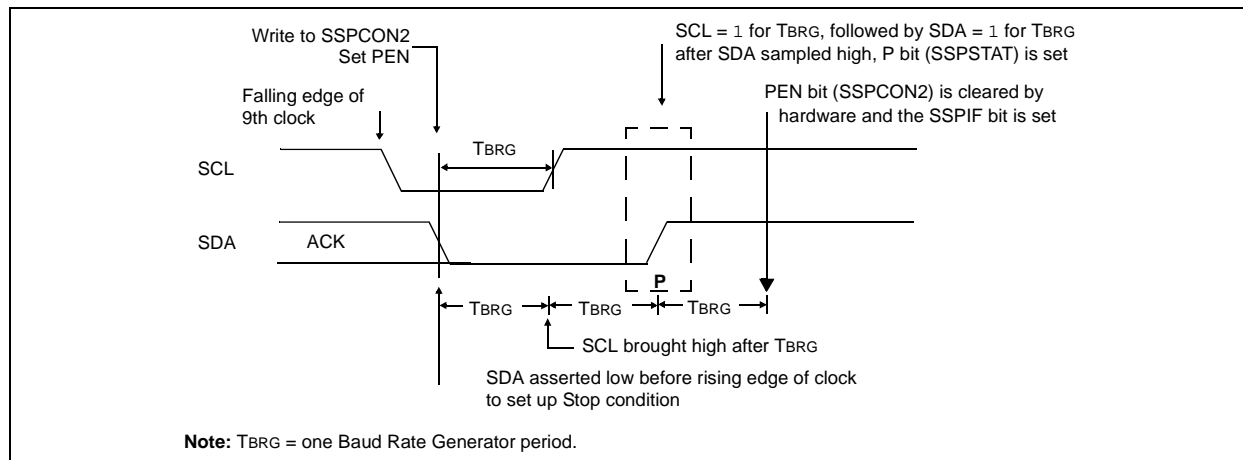 Write to SSPCON2
Set PEN
SCL = 1 for TBRG, followed by SDA = 1 for TBRG
after SDA sampled high, P bit (SSPSTAT) is set
Falling edge of
9th clock
PEN bit (SSPCON2) is cleared by
hardware and the SSPIF bit is set
TBRG
SCL
SDA
ACK
P
TBRG
TBRG
TBRG
SCL brought high after TBRG
SDA asserted low before rising edge of clock
to set up Stop condition
Note: TBRG = one Baud Rate Generator period.